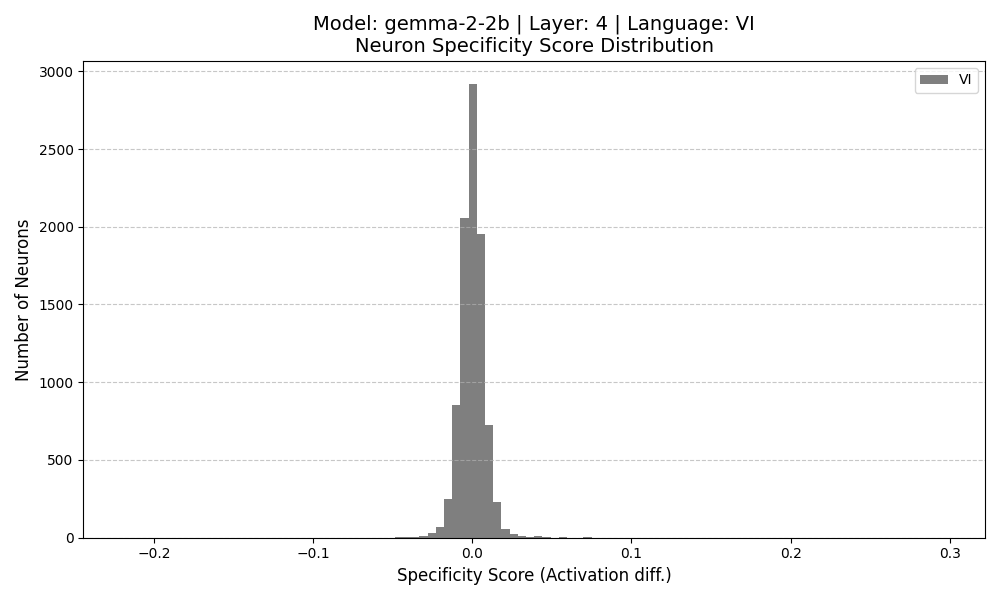 Model: gemma-2-2b | Layer: 4 | Language: VI
Neuron Specificity Score Distribution
VI
Number of Neurons
3000
2500
2000
1500
1000
500
0
−0.2
−0.1
0.0
0.1
0.2
0.3
Specificity Score (Activation diff.)